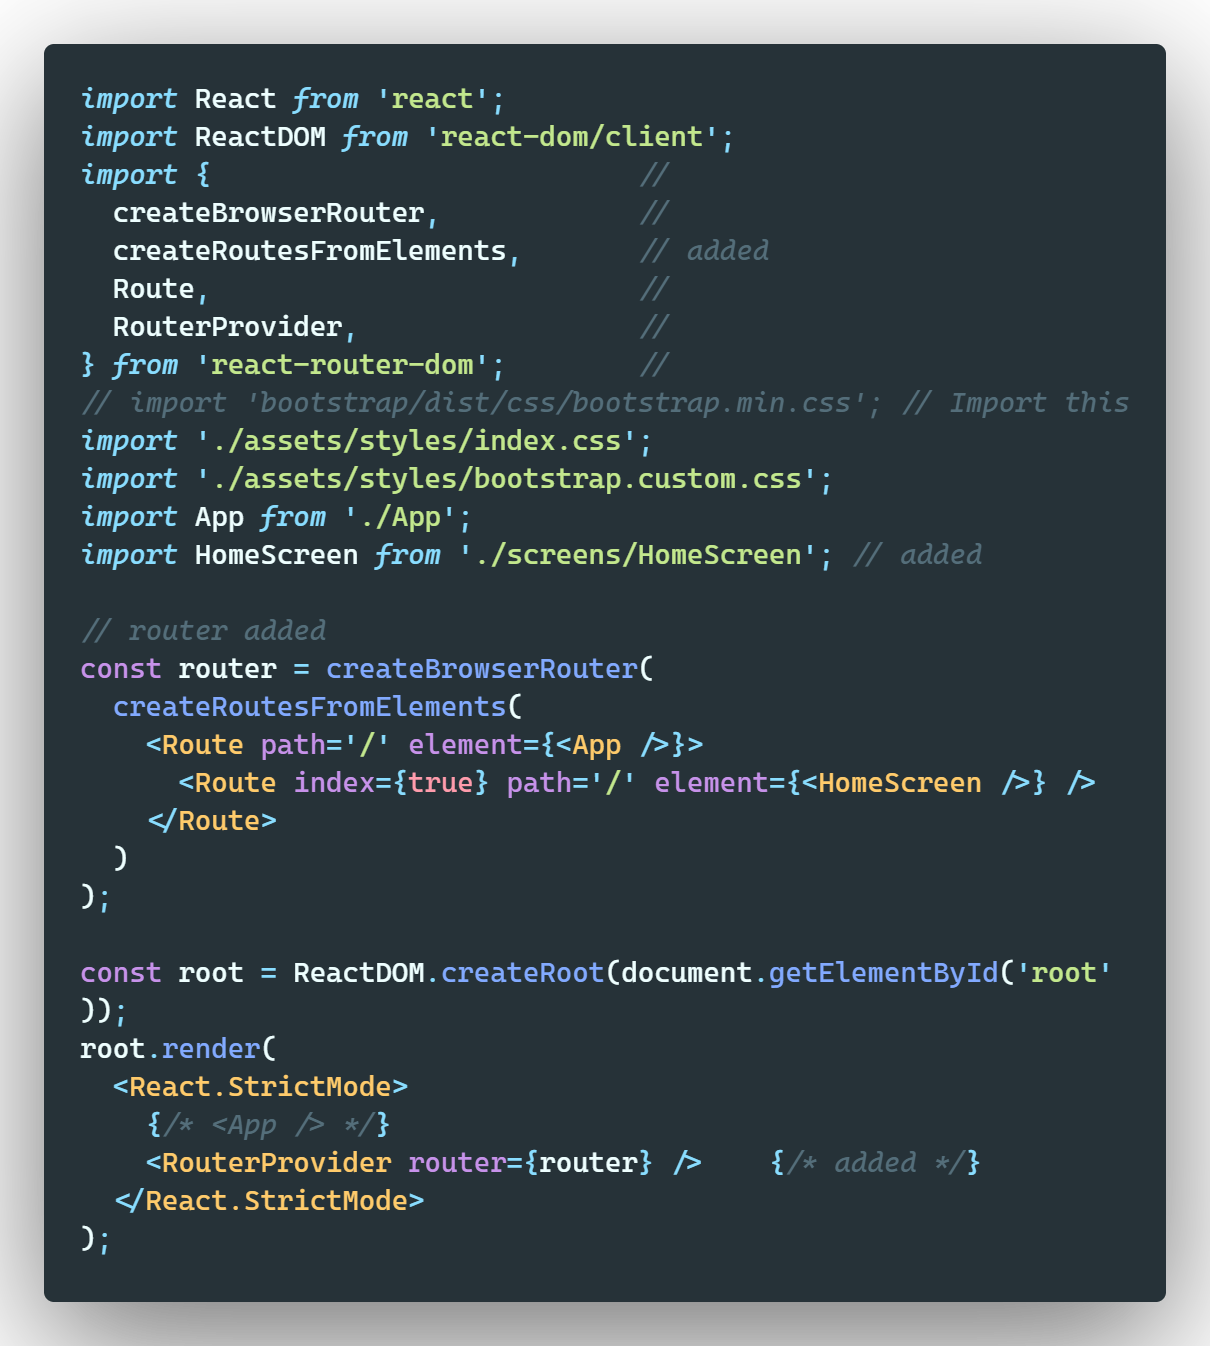 import React from 'react';
import ReactDOM from 'react-dom/client';
import {                          //
  createBrowserRouter,            //
  createRoutesFromElements,       // added
  Route,                          //
  RouterProvider,                 //
} from 'react-router-dom';        //
// import 'bootstrap/dist/css/bootstrap.min.css'; // Import this
import './assets/styles/index.css';
import './assets/styles/bootstrap.custom.css';
import App from './App';
import HomeScreen from './screens/HomeScreen'; // added

// router added
const router = createBrowserRouter(
  createRoutesFromElements(
    <Route path='/' element={<App />}>
      <Route index={true} path='/' element={<HomeScreen />} />
    </Route>
  )
);

const root = ReactDOM.createRoot(document.getElementById('root'
));
root.render(
  <React.StrictMode>
    {/* <App /> */}
    <RouterProvider router={router} />    {/* added */}
  </React.StrictMode>
);